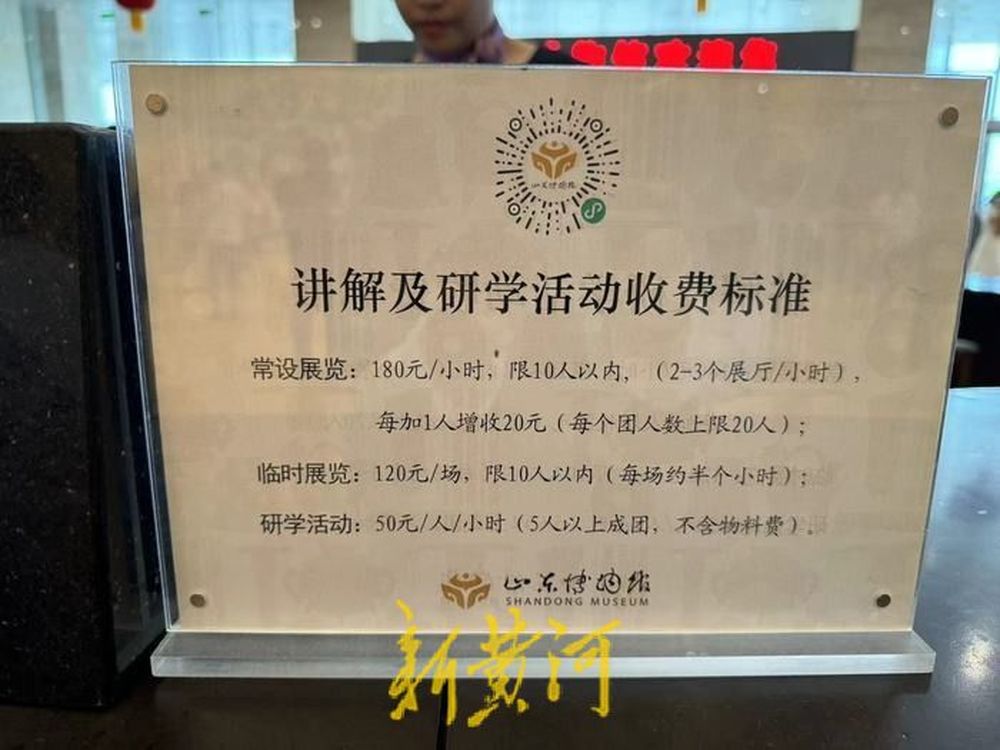 讲解及研学活动收费标准
常设展览：180元/小时，限10人以内，（2-3个展厅/小时），
每加1人增收20元（每个团人数上限20人）；
临时展览：120元/场，限10人以内（每场约半个小时）；
研学活动：50元/人/小时（5人以上成团，不含物料费）。
山东博物馆
SHANDONG MUSEUM
新黄河